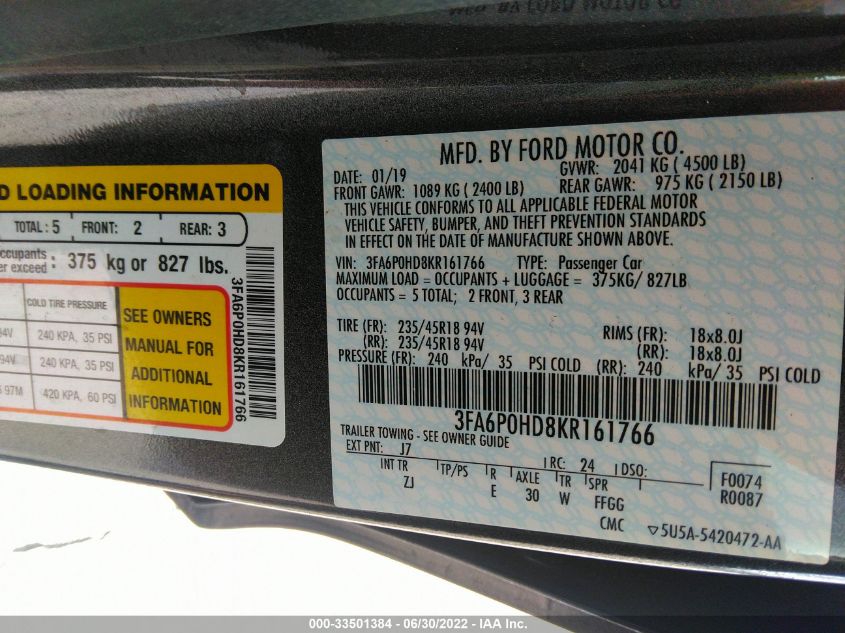 MFD. BY FORD MOTOR CO
D LOADING INFORMATION
TOTAL: 5 FRONT: 2 REAR: 3
ccupants
er exceed : 375 kg or 827 lbs.
COLD TIRE PRESSURE
94V 240 KPA, 35 PSI
94V 240 KPA, 35 PSI
97M 420 KPA, 60 PSI
SEE OWNERS
MANUAL FOR
ADDITIONAL
INFORMATION
3FA6P0HD8KR161766
MFD. BY FORD MOTOR CO.
DATE: 01/19 GVWR: 2041 KG ( 4500 LB)
FRONT GAWR: 1089 KG ( 2400 LB) REAR GAWR: 975 KG ( 2150 LB)
THIS VEHICLE CONFORMS TO ALL APPLICABLE FEDERAL MOTOR
VEHICLE SAFETY, BUMPER, AND THEFT PREVENTION STANDARDS
IN EFFECT ON THE DATE OF MANUFACTURE SHOWN ABOVE.
VIN: 3FA6P0HD8KR161766 TYPE: Passenger Car
MAXIMUM LOAD = OCCUPANTS + LUGGAGE = 375KG/ 827LB
OCCUPANTS = 5 TOTAL; 2 FRONT, 3 REAR
TIRE (FR): 235/45R18 94V RIMS (FR): 18x8.0J
(RR): 235/45R18 94V (RR): 18x8.0J
PRESSURE (FR): 240 kPa/ 35 PSI COLD (RR): 240 kPa/ 35 PSI COLD
3FA6P0HD8KR161766
TRAILER TOWING - SEE OWNER GUIDE
EXT PNT: J7 RC: 24 DSO: F0074
INT TR TP/PS R AXLE TR SPR R0087
ZJ E 30 W FFGG
CMC ▽5U5A-5420472-AA
000-33501384 - 06/30/2022 - © IAA Inc.